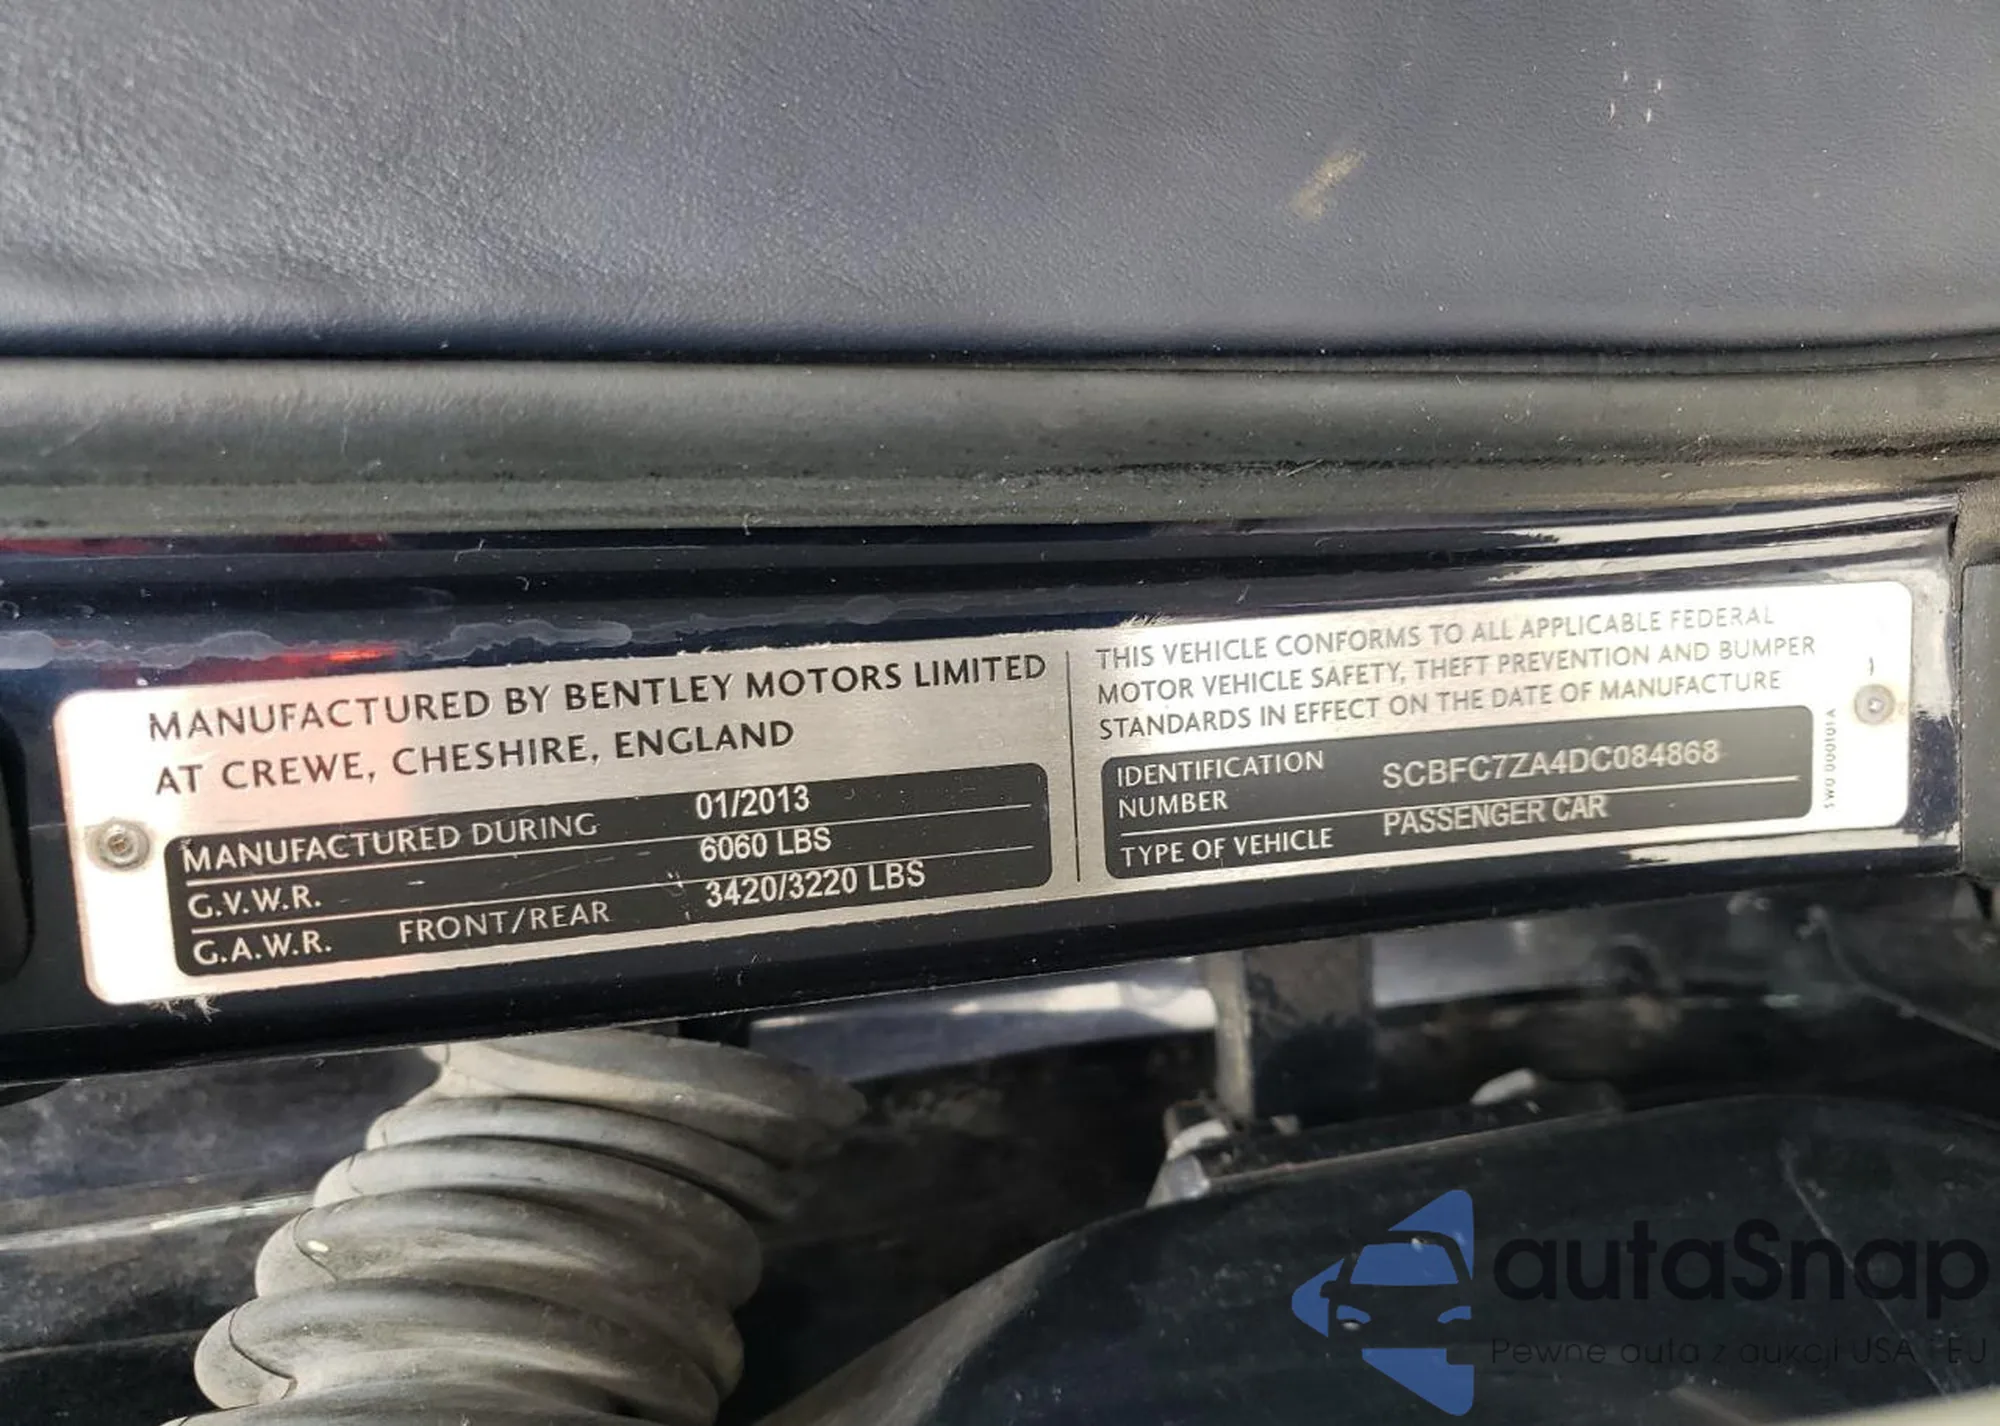 MANUFACTURED BY BENTLEY MOTORS LIMITED
AT CREWE, CHESHIRE, ENGLAND
MANUFACTURED DURING 01/2013
G.V.W.R. 6060 LBS
G.A.W.R. FRONT/REAR 3420/3220 LBS
THIS VEHICLE CONFORMS TO ALL APPLICABLE FEDERAL
MOTOR VEHICLE SAFETY, THEFT PREVENTION AND BUMPER
STANDARDS IN EFFECT ON THE DATE OF MANUFACTURE
IDENTIFICATION
NUMBER SCBFC7ZA4DC084868
TYPE OF VEHICLE PASSENGER CAR
autaSnap
Pewne auta z aukcji USA i EU